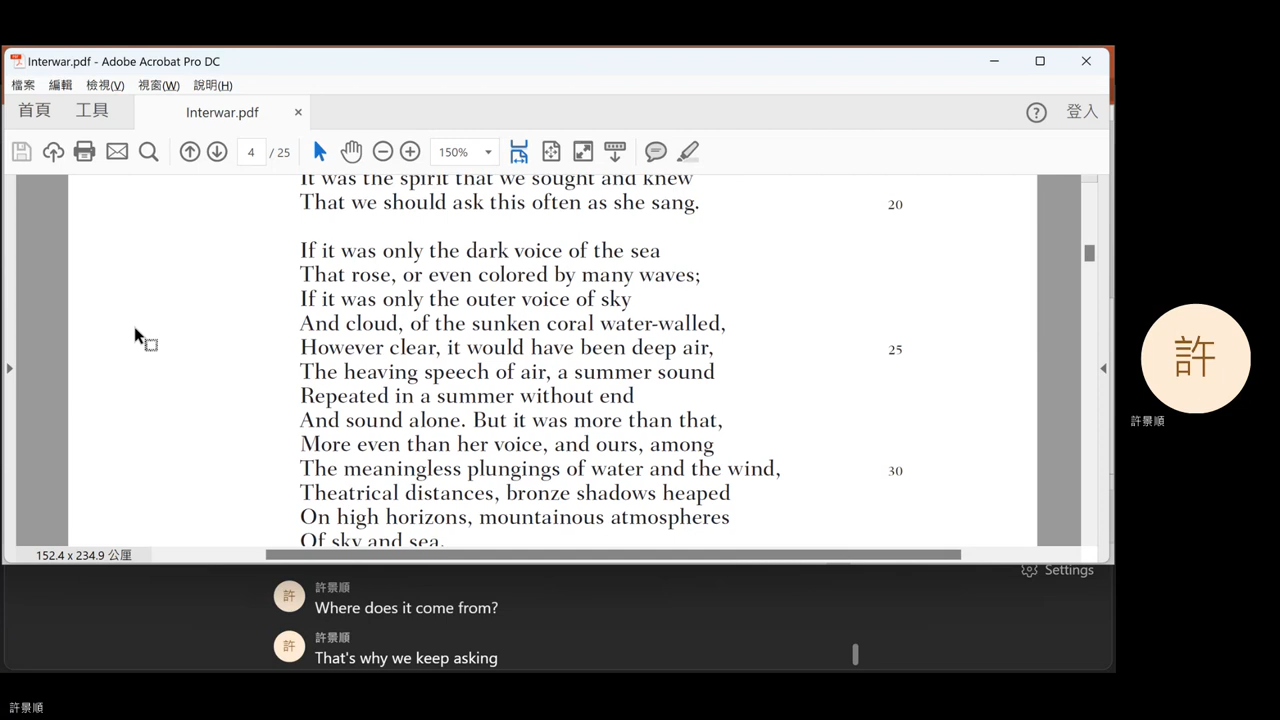 Interwar.pdf - Adobe Acrobat Pro DC
檔案 編輯 檢視(V) 視窗(W) 說明(H)
首頁 工具 Interwar.pdf × 登入
4 / 25 150%
It was the spirit that we sought and knew
That we should ask this often as she sang. 20
If it was only the dark voice of the sea
That rose, or even colored by many waves;
If it was only the outer voice of sky
And cloud, of the sunken coral water-walled,
However clear, it would have been deep air, 25
The heaving speech of air, a summer sound
Repeated in a summer without end
And sound alone. But it was more than that,
More even than her voice, and ours, among
The meaningless plungings of water and the wind, 30
Theatrical distances, bronze shadows heaped
On high horizons, mountainous atmospheres
Of sky and sea.
152.4 x 234.9 公厘
Settings
許 許景順
Where does it come from?
許 許景順
That's why we keep asking
許
許景順
許景順